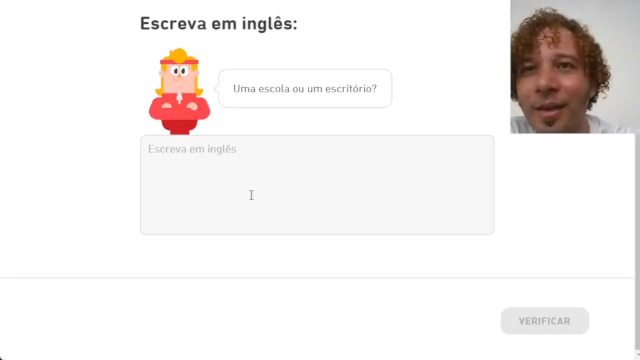 Escreva em inglês:
Uma escola ou um escritório?
Escreva em inglês
VERIFICAR